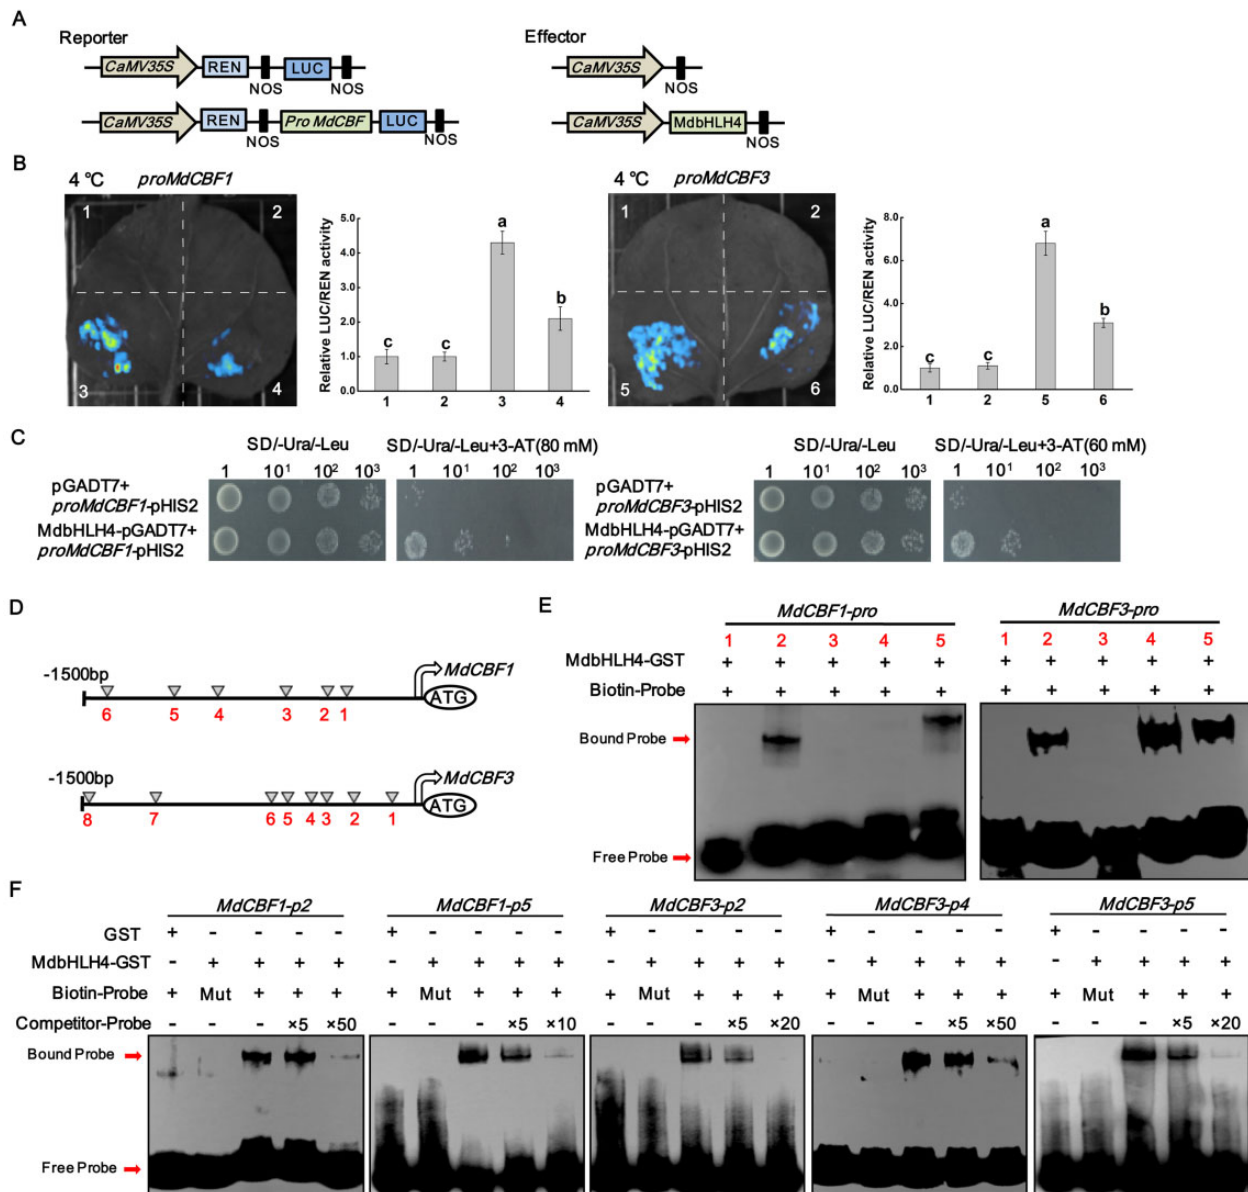 A
Reporter
CaMV35S REN NOS LUC NOS
CaMV35S REN NOS Pro MdCBF LUC NOS
Effector
CaMV35S NOS
CaMV35S MdbHLH4 NOS
B
4 °C proMdCBF1
1 2
3 4
Relative LUC/REN activity
5.0
4.0
3.0
2.0
1.0
0.0
c c a b
1 2 3 4
4 °C proMdCBF3
1 2
5 6
Relative LUC/REN activity
8.0
6.0
4.0
2.0
0.0
c c a b
1 2 5 6
C
SD/-Ura/-Leu SD/-Ura/-Leu+3-AT(80 mM)
1 10¹ 10² 10³ 1 10¹ 10² 10³
pGADT7+
proMdCBF1-pHIS2
MdbHLH4-pGADT7+
proMdCBF1-pHIS2
SD/-Ura/-Leu SD/-Ura/-Leu+3-AT(60 mM)
1 10¹ 10² 10³ 1 10¹ 10² 10³
pGADT7+
proMdCBF3-pHIS2
MdbHLH4-pGADT7+
proMdCBF3-pHIS2
D
-1500bp MdCBF1
ATG
6 5 4 3 2 1
-1500bp MdCBF3
ATG
8 7 6 5 4 3 2 1
E
MdCBF1-pro MdCBF3-pro
1 2 3 4 5 1 2 3 4 5
MdbHLH4-GST + + + + + + + + + +
Biotin-Probe + + + + + + + + + +
Bound Probe
Free Probe
F
MdCBF1-p2 MdCBF1-p5 MdCBF3-p2 MdCBF3-p4 MdCBF3-p5
GST + - - - - + - - - - + - - - - + - - - - + - - - -
MdbHLH4-GST - + + + + - + + + + - + + + + - + + + + - + + + +
Biotin-Probe + Mut + + + + Mut + + + + Mut + + + + Mut + + + + Mut + + +
Competitor-Probe - - - ×5 ×50 - - - ×5 ×10 - - - ×5 ×20 - - - ×5 ×50 - - - ×5 ×20
Bound Probe
Free Probe